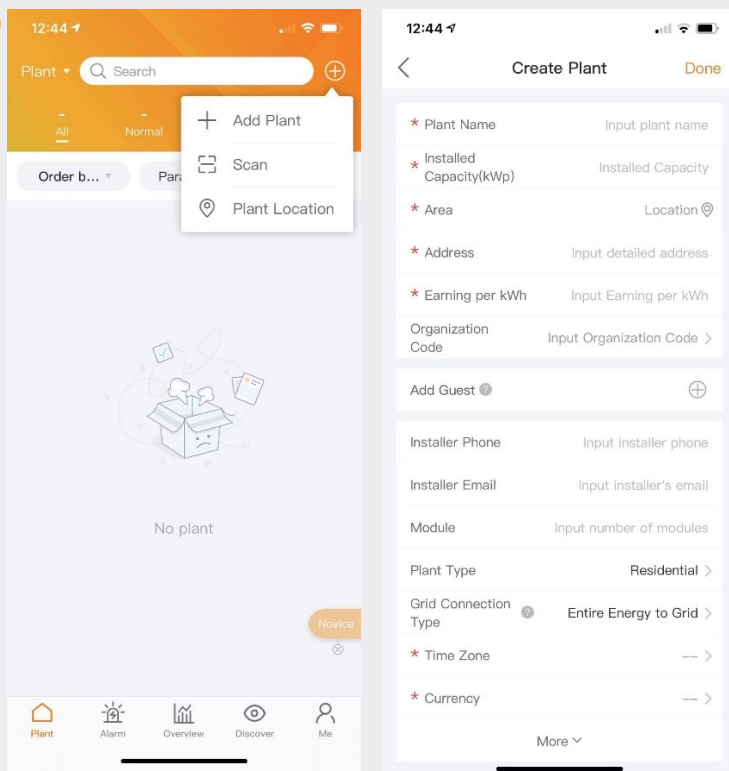 12:44
Plant
Search
-
All
-
Normal
Add Plant
Scan
Plant Location
Order b...
Par
No plant
Novice
Plant
Alarm
Overview
Discover
Me
12:44
Create Plant
Done
* Plant Name
Input plant name
* Installed
Capacity(kWp)
Installed Capacity
* Area
Location
* Address
Input detailed address
* Earning per kWh
Input Earning per kWh
Organization
Code
Input Organization Code >
Add Guest ?
Installer Phone
Input installer phone
Installer Email
Input installer's email
Module
Input number of modules
Plant Type
Residential >
Grid Connection
Type ?
Entire Energy to Grid >
* Time Zone
-- >
* Currency
-- >
More